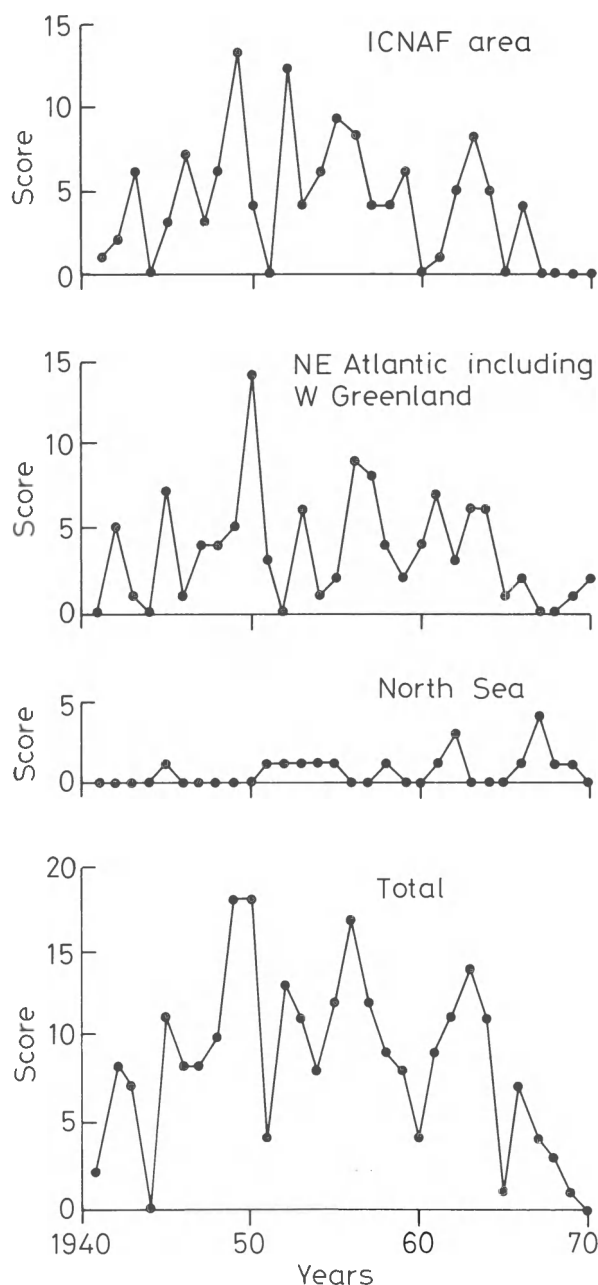 ICNAF area
15
10
5
0
Score
NE Atlantic including
W Greenland
15
10
5
0
Score
North Sea
5
0
Score
Total
20
15
10
5
0
Score
1940 50 60 70
Years